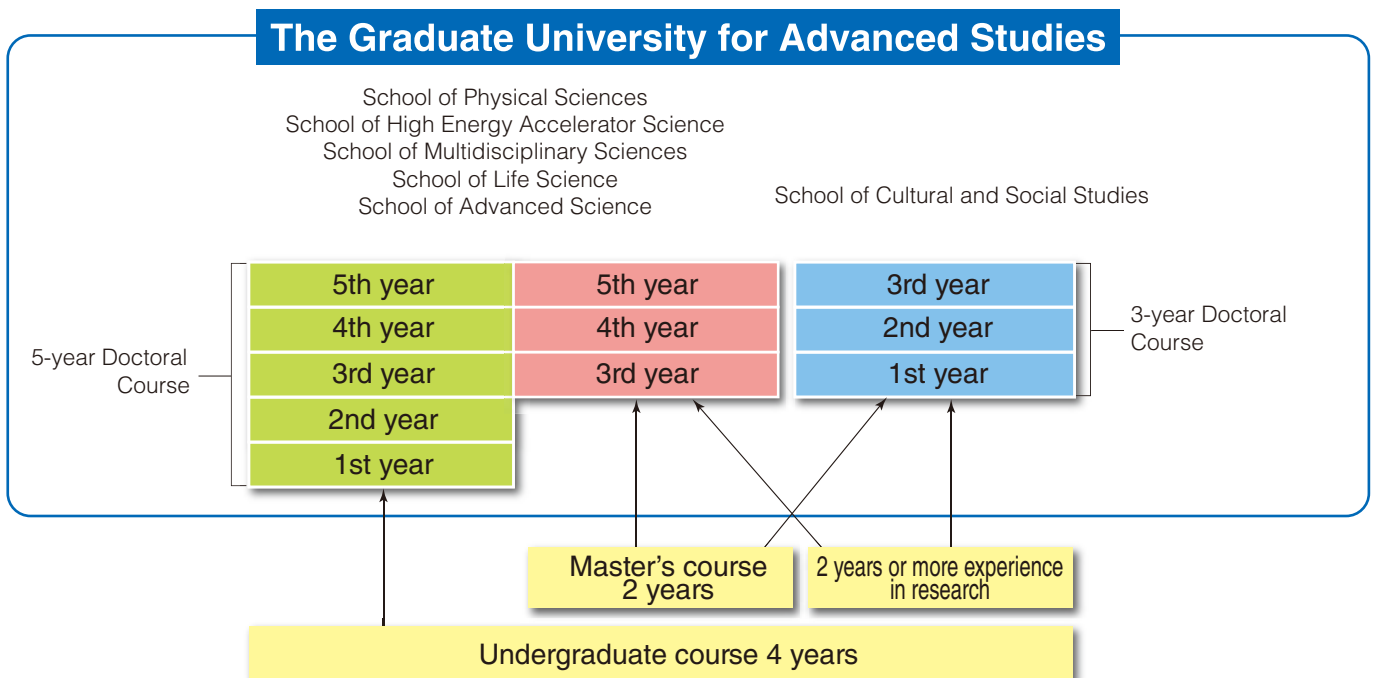 The Graduate University for Advanced Studies
School of Physical Sciences
School of High Energy Accelerator Science
School of Multidisciplinary Sciences
School of Life Science
School of Advanced Science
School of Cultural and Social Studies
5-year Doctoral
Course
5th year
4th year
3rd year
2nd year
1st year
5th year
4th year
3rd year
3rd year
2nd year
1st year
3-year Doctoral
Course
Master's course
2 years
2 years or more experience
in research
Undergraduate course 4 years